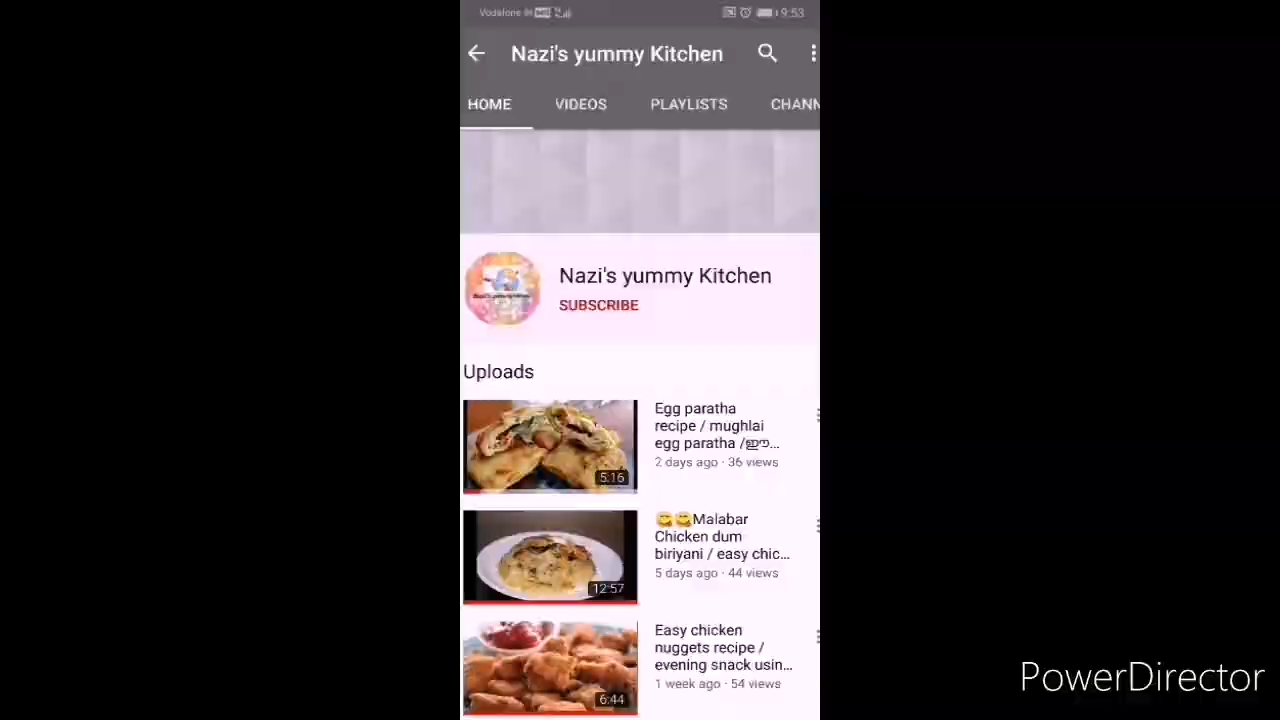 Vodafone IN
9:53
Nazi's yummy Kitchen
HOME
VIDEOS
PLAYLISTS
CHANN
Nazi's yummy Kitchen
SUBSCRIBE
Uploads
Egg paratha
recipe / mughlai
egg paratha /ഈ...
2 days ago · 36 views
5:16
😋😋Malabar
Chicken dum
biriyani / easy chic...
5 days ago · 44 views
12:57
Easy chicken
nuggets recipe /
evening snack usin...
1 week ago · 54 views
6:44
PowerDirector